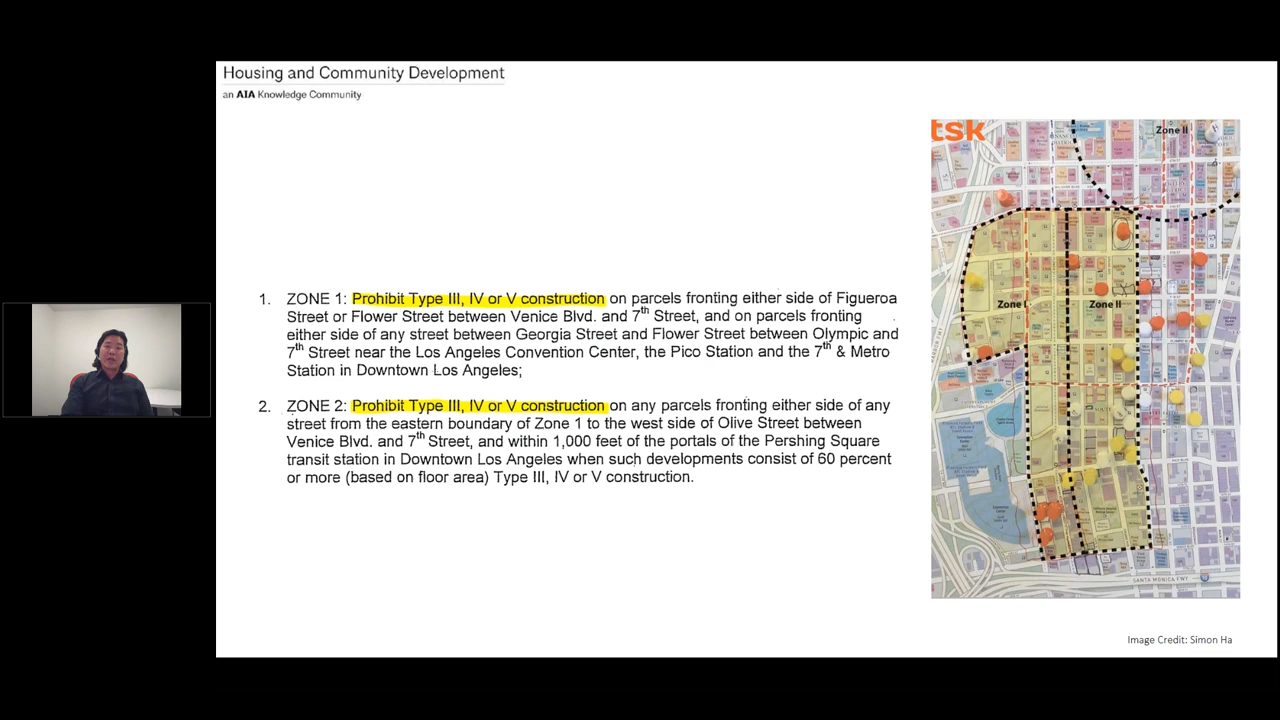 Housing and Community Development
an AIA Knowledge Community
tsk
Zone II
1. ZONE 1: Prohibit Type III, IV or V construction on parcels fronting either side of Figueroa
Street or Flower Street between Venice Blvd. and 7th Street, and on parcels fronting
either side of any street between Georgia Street and Flower Street between Olympic and
7th Street near the Los Angeles Convention Center, the Pico Station and the 7th & Metro
Station in Downtown Los Angeles;
2. ZONE 2: Prohibit Type III, IV or V construction on any parcels fronting either side of any
street from the eastern boundary of Zone 1 to the west side of Olive Street between
Venice Blvd. and 7th Street, and within 1,000 feet of the portals of the Pershing Square
transit station in Downtown Los Angeles when such developments consist of 60 percent
or more (based on floor area) Type III, IV or V construction.
Zone I
Zone II
SANTA MONICA FWY
Image Credit: Simon Ha